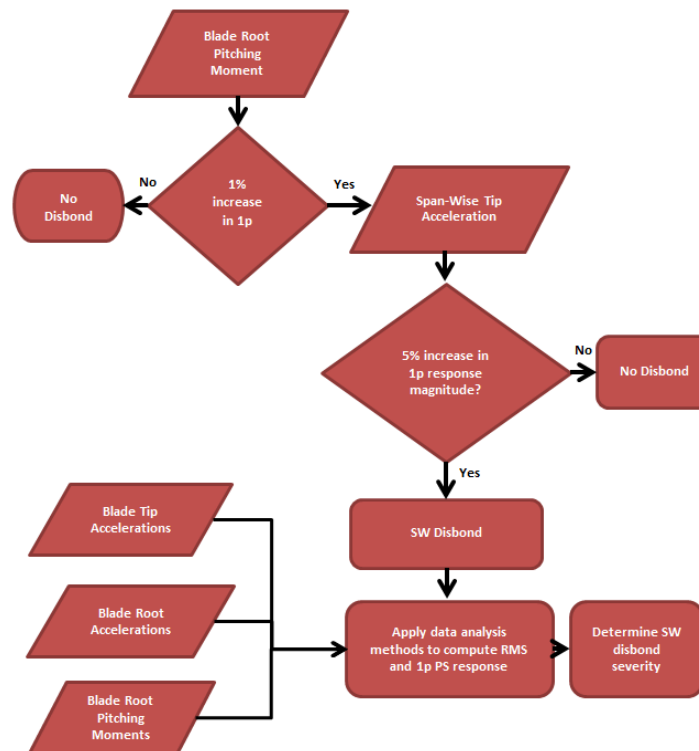 Blade Root
Pitching
Moment
No
Disbond
No
1%
increase
in 1p
Yes
Span-Wise Tip
Acceleration
5% increase in
1p response
magnitude?
No
No Disbond
Yes
SW Disbond
Blade Tip
Accelerations
Blade Root
Accelerations
Blade Root
Pitching
Moments
Apply data analysis
methods to compute RMS
and 1p PS response
Determine SW
disbond
severity